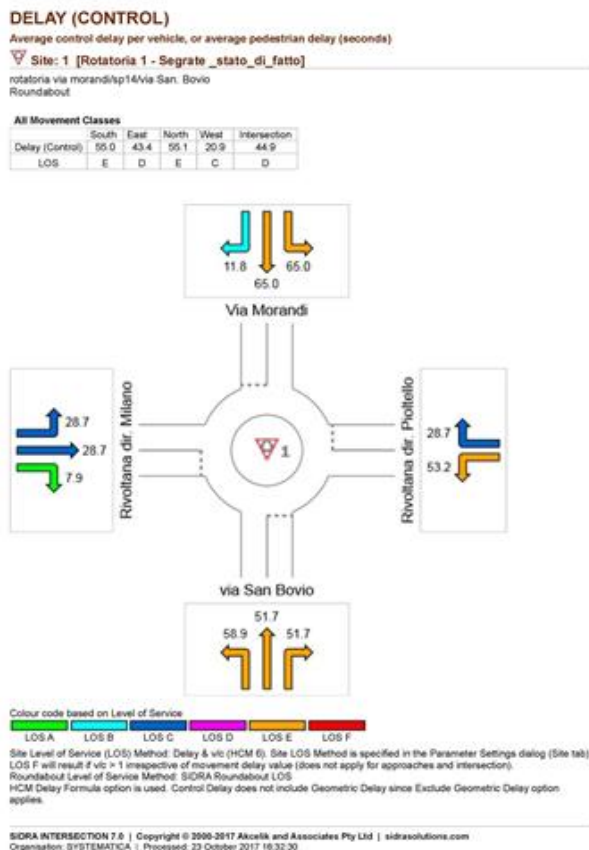 DELAY (CONTROL)
Average control delay per vehicle, or average pedestrian delay (seconds)
Site: 1 [Rotatoria 1 - Segrate _stato_di_fatto]
rotatoria via morandi/sp14/via San. Bovio
Roundabout
All Movement Classes
South East North West Intersection
Delay (Control) 55.0 43.4 55.1 20.9 44.9
LOS E D E C D
11.8 65.0 65.0
Via Morandi
Rivoltana dir. Milano
28.7
28.7
7.9
1
Rivoltana dir. Pioltello
28.7
53.2
via San Bovio
51.7
58.9 51.7
Colour code based on Level of Service
LOS A LOS B LOS C LOS D LOS E LOS F
Site Level of Service (LOS) Method: Delay & v/c (HCM 6). Site LOS Method is specified in the Parameter Settings dialog (Site tab)
LOS F will result if v/c > 1 irrespective of movement delay value (does not apply for approaches and intersection).
Roundabout Level of Service Method: SIDRA Roundabout LOS
HCM Delay Formula option is used. Control Delay does not include Geometric Delay since Exclude Geometric Delay option
applies.
SIDRA INTERSECTION 7.0 | Copyright © 2000-2017 Akcelik and Associates Pty Ltd | sidrasolutions.com
Organisation: SYSTEMATICA | Processed: 23 October 2017 16:32:30